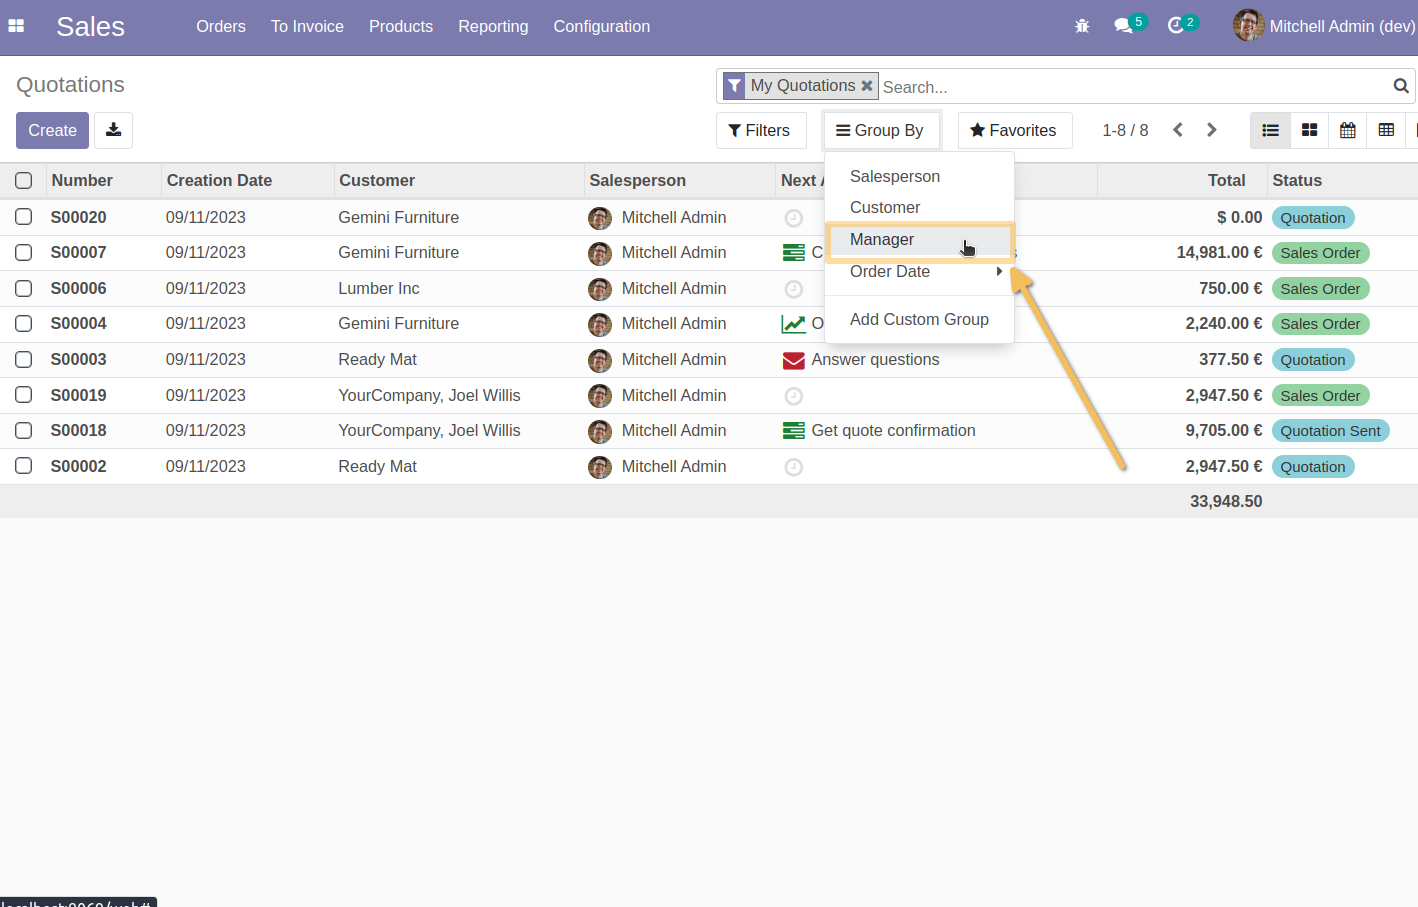 Sales Orders To Invoice Products Reporting Configuration 5 2 Mitchell Admin (dev)
Quotations My Quotations Search...
Create Filters Group By Favorites 1-8 / 8
Number Creation Date Customer Salesperson Next Total Status
Salesperson
Customer
Manager
Order Date
Add Custom Group
S00020 09/11/2023 Gemini Furniture Mitchell Admin $ 0.00 Quotation
S00007 09/11/2023 Gemini Furniture Mitchell Admin 14,981.00 € Sales Order
S00006 09/11/2023 Lumber Inc Mitchell Admin 750.00 € Sales Order
S00004 09/11/2023 Gemini Furniture Mitchell Admin 2,240.00 € Sales Order
S00003 09/11/2023 Ready Mat Mitchell Admin Answer questions 377.50 € Quotation
S00019 09/11/2023 YourCompany, Joel Willis Mitchell Admin 2,947.50 € Sales Order
S00018 09/11/2023 YourCompany, Joel Willis Mitchell Admin Get quote confirmation 9,705.00 € Quotation Sent
S00002 09/11/2023 Ready Mat Mitchell Admin 2,947.50 € Quotation
33,948.50